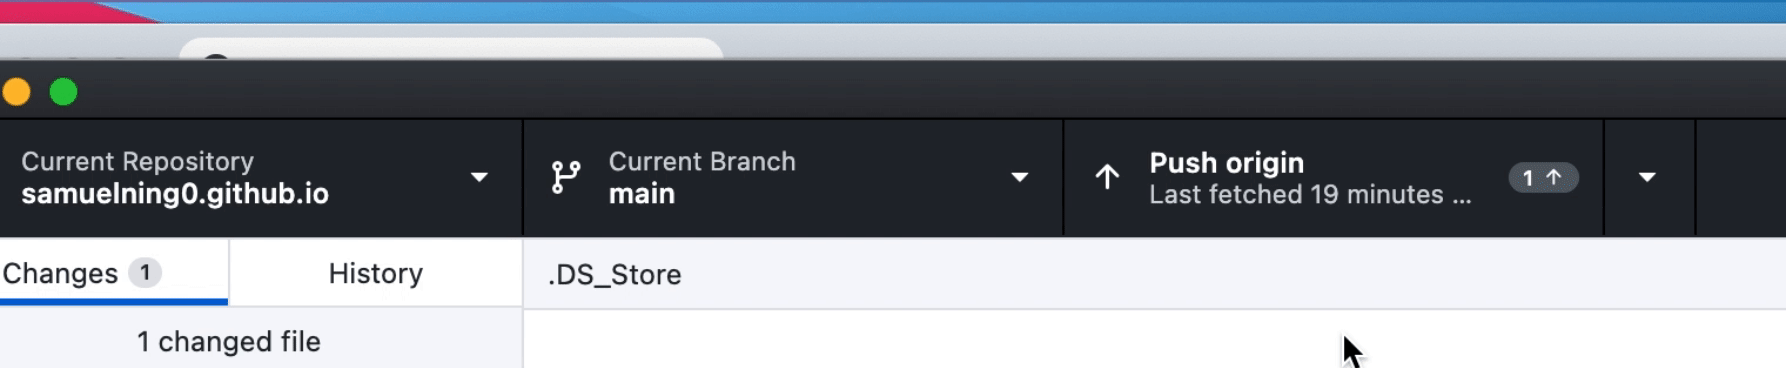 Current Repository
samuelning0.github.io
Current Branch
main
Push origin
Last fetched 19 minutes ...
1
Changes 1
History
.DS_Store
1 changed file